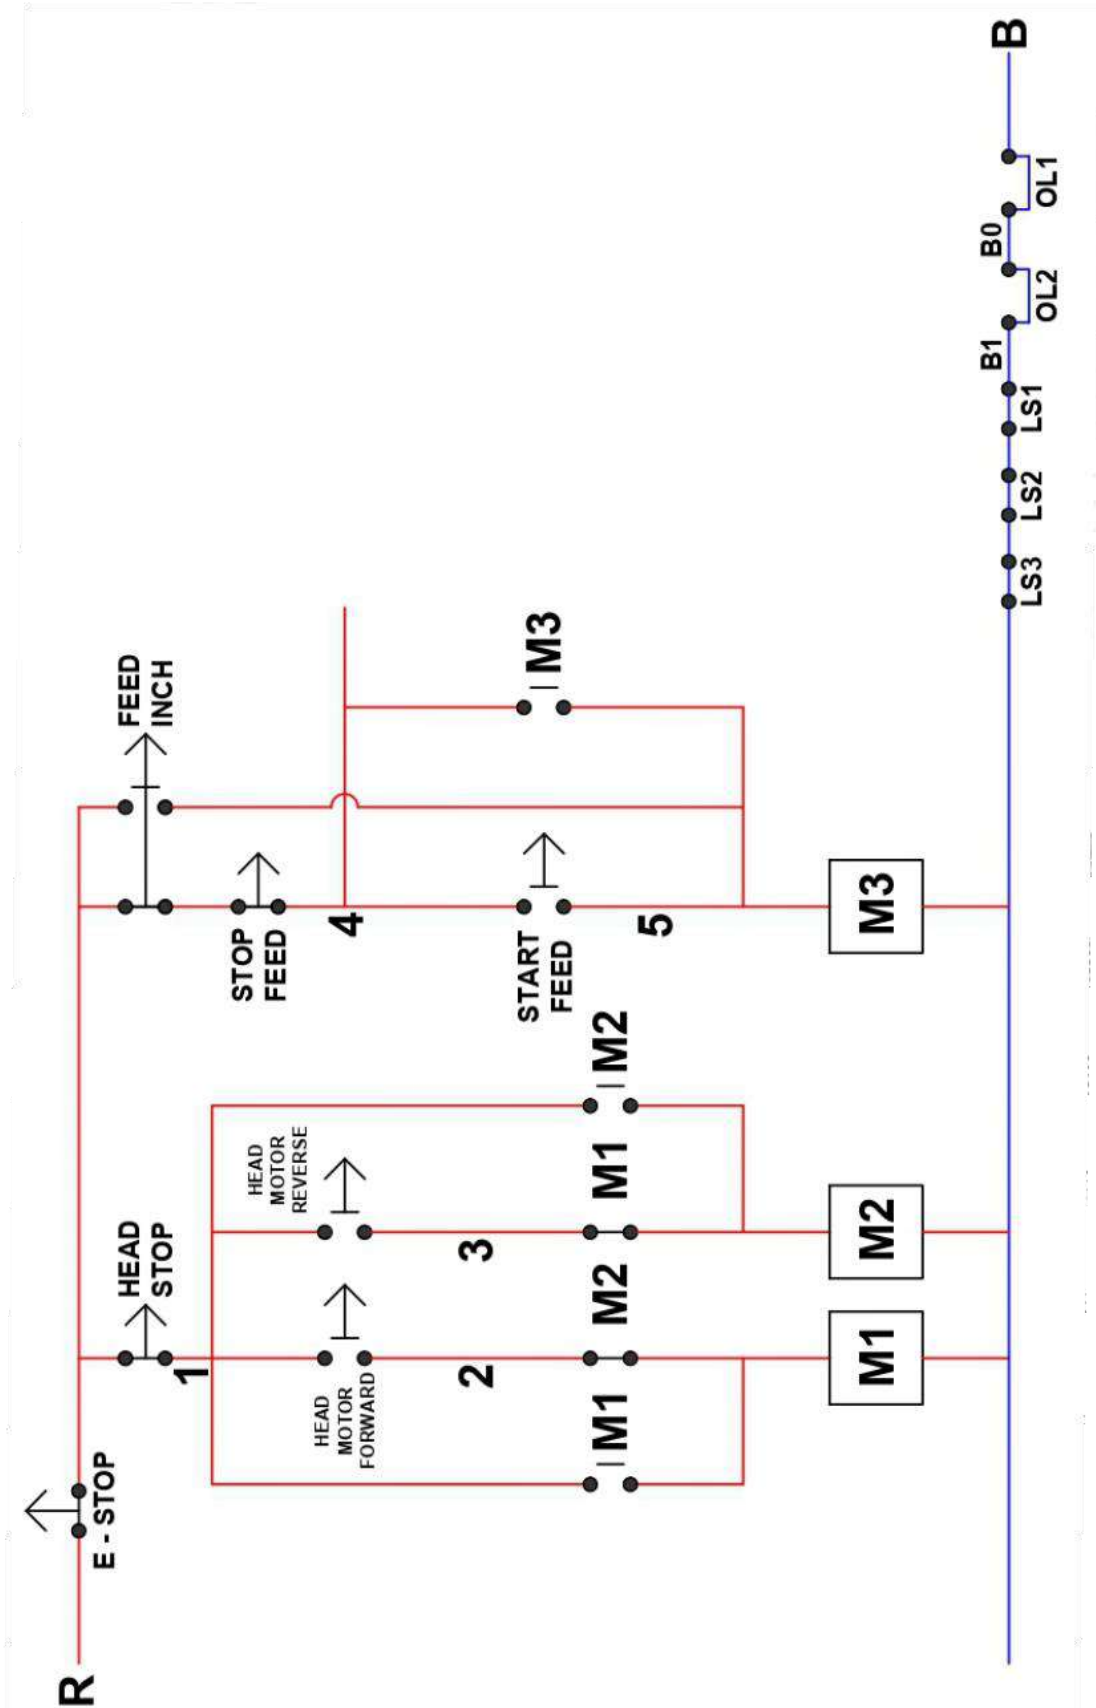 R
E - STOP
HEAD
STOP
1
HEAD
MOTOR
FORWARD
HEAD
MOTOR
REVERSE
2
3
M1
M2
M1
M2
M1
M2
FEED
INCH
STOP
FEED
4
START
FEED
M3
5
M3
LS3
LS2
LS1
B1
OL2
B0
OL1
B